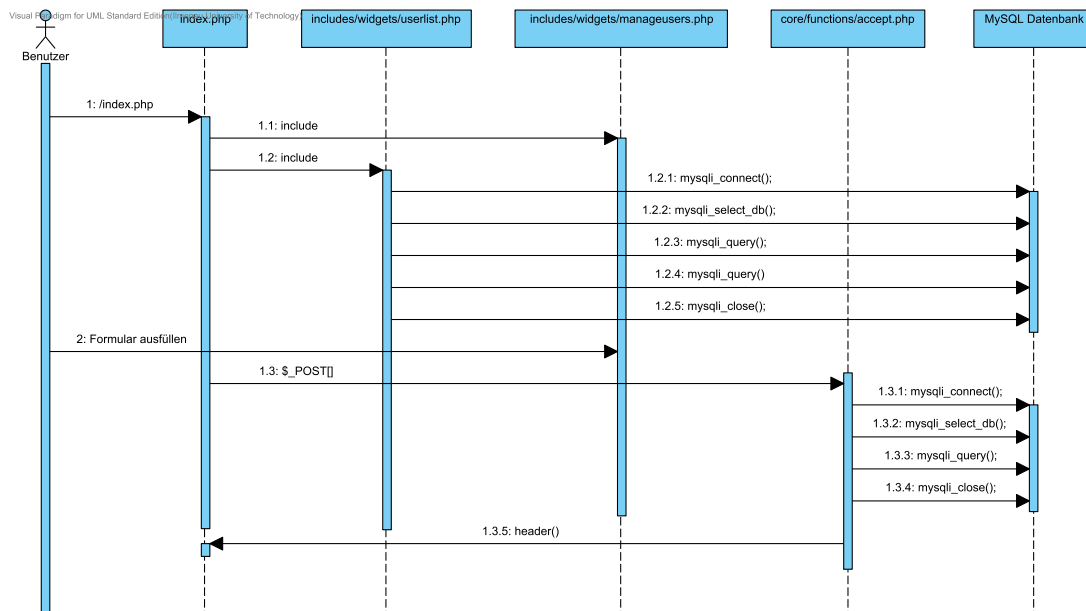 Visual Paradigm for UML Standard Edition(Ilmenau University of Technology)
index.php
includes/widgets/userlist.php
includes/widgets/manageusers.php
core/functions/accept.php
MySQL Datenbank
Benutzer
1: /index.php
1.1: include
1.2: include
1.2.1: mysqli_connect();
1.2.2: mysqli_select_db();
1.2.3: mysqli_query();
1.2.4: mysqli_query()
1.2.5: mysqli_close();
2: Formular ausfüllen
1.3: $_POST[]
1.3.1: mysqli_connect();
1.3.2: mysqli_select_db();
1.3.3: mysqli_query();
1.3.4: mysqli_close();
1.3.5: header()